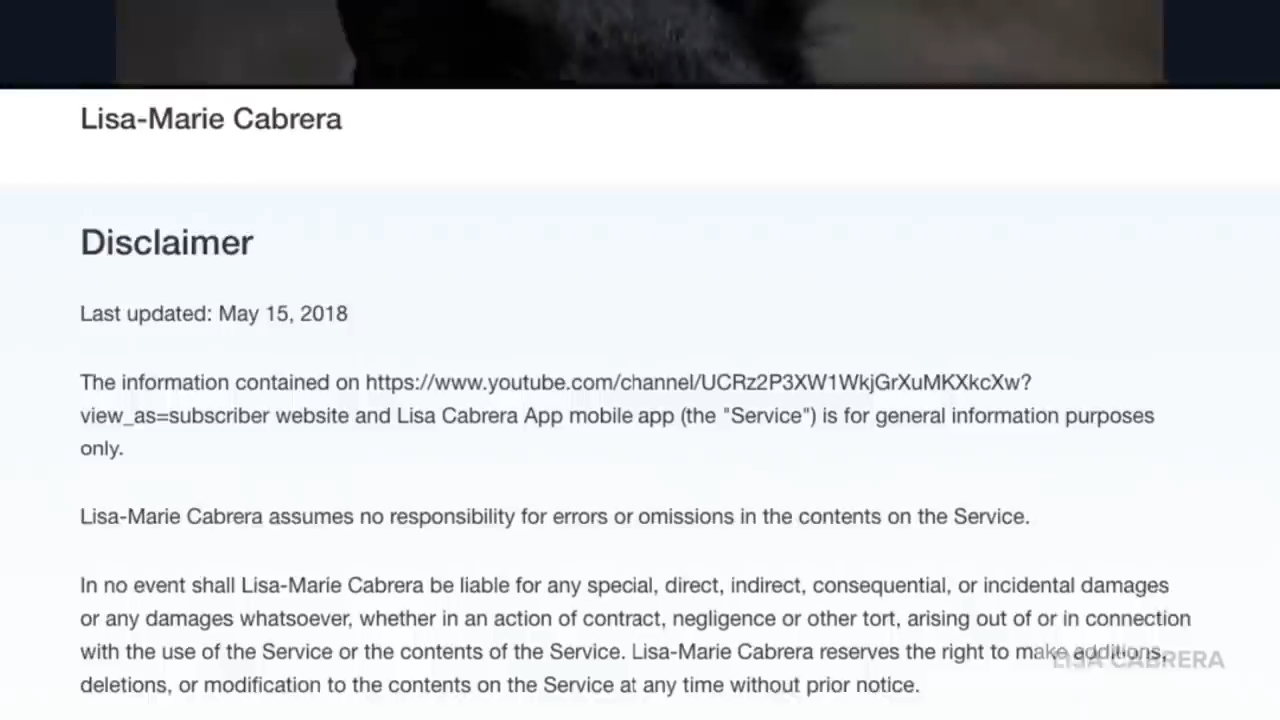 Lisa-Marie Cabrera
Disclaimer
Last updated: May 15, 2018
The information contained on https://www.youtube.com/channel/UCRz2P3XW1WkjGrXuMKXkcXw?
view_as=subscriber website and Lisa Cabrera App mobile app (the "Service") is for general information purposes
only.
Lisa-Marie Cabrera assumes no responsibility for errors or omissions in the contents on the Service.
In no event shall Lisa-Marie Cabrera be liable for any special, direct, indirect, consequential, or incidental damages
or any damages whatsoever, whether in an action of contract, negligence or other tort, arising out of or in connection
with the use of the Service or the contents of the Service. Lisa-Marie Cabrera reserves the right to make additions,
LISA CABRERA
deletions, or modification to the contents on the Service at any time without prior notice.